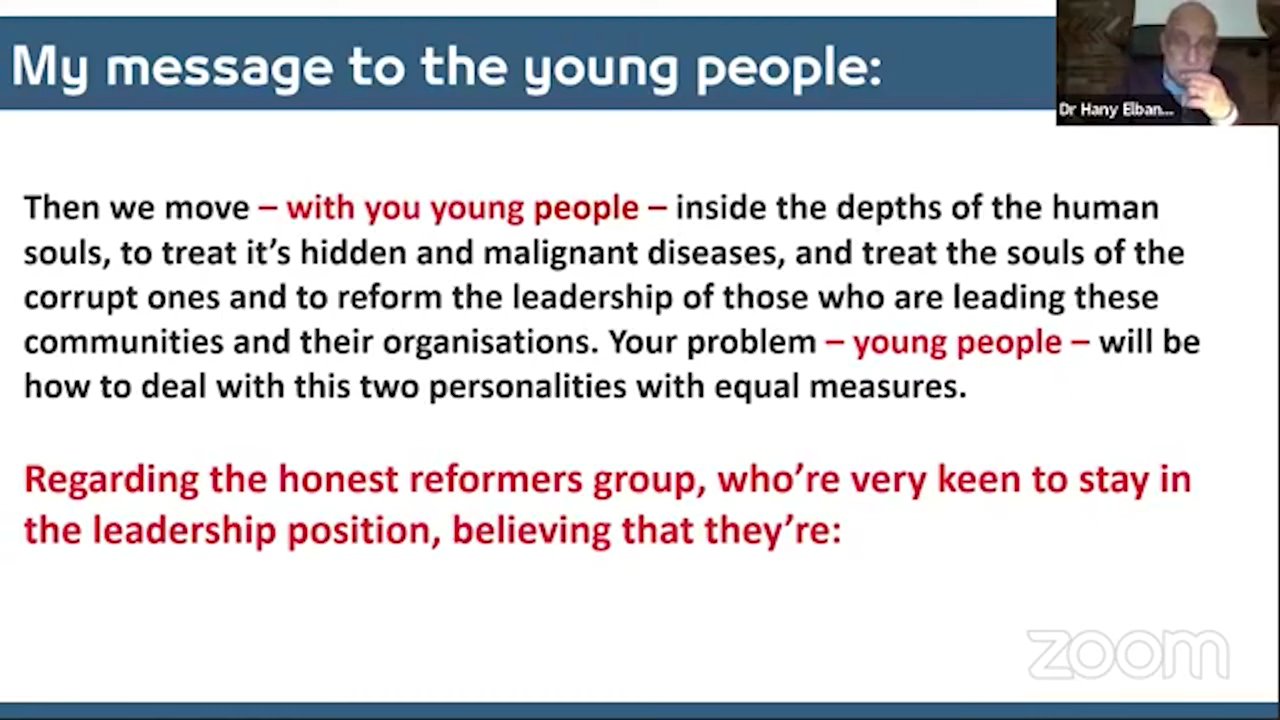 My message to the young people:
Dr Hany Elban...
Then we move – with you young people – inside the depths of the human
souls, to treat it’s hidden and malignant diseases, and treat the souls of the
corrupt ones and to reform the leadership of those who are leading these
communities and their organisations. Your problem – young people – will be
how to deal with this two personalities with equal measures.
Regarding the honest reformers group, who’re very keen to stay in
the leadership position, believing that they’re:
zoom